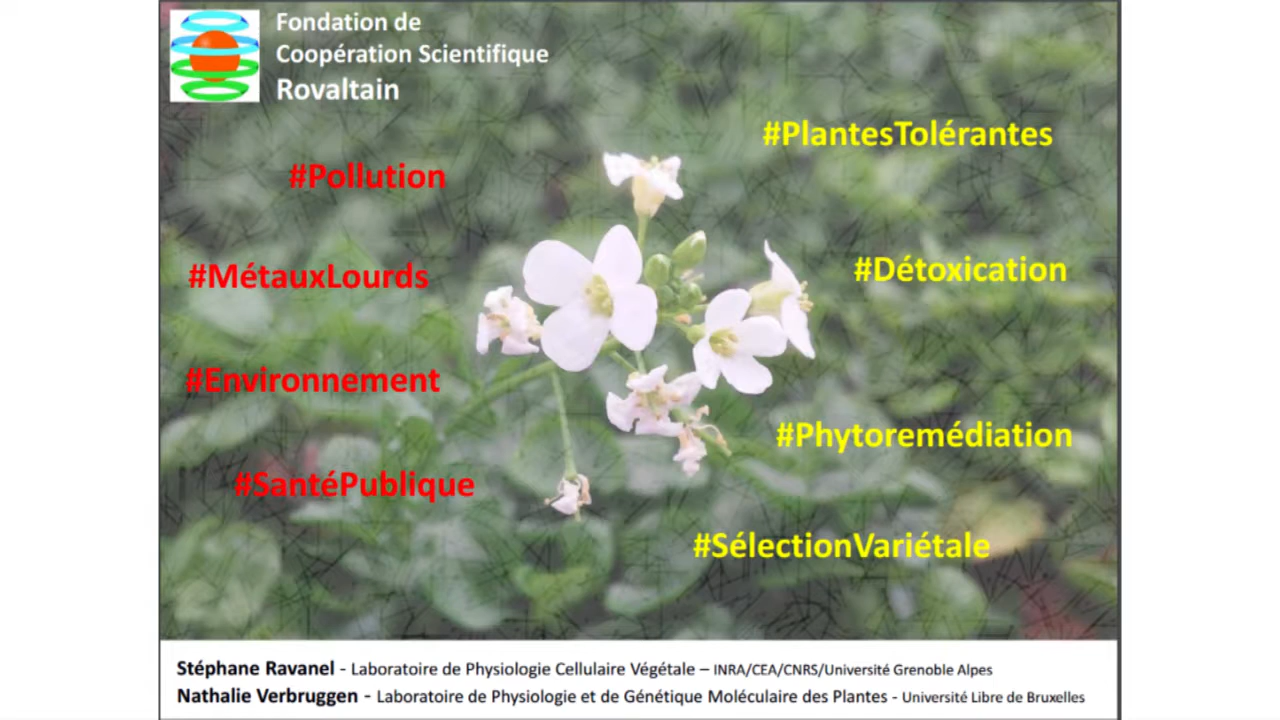 Fondation de
Coopération Scientifique
Rovaltain
#PlantesTolérantes
#Pollution
#Détoxication
#MétauxLourds
#Environnement
#Phytoremédiation
#SantéPublique
#SélectionVariétale
Stéphane Ravanel - Laboratoire de Physiologie Cellulaire Végétale – INRA/CEA/CNRS/Université Grenoble Alpes
Nathalie Verbruggen - Laboratoire de Physiologie et de Génétique Moléculaire des Plantes - Université Libre de Bruxelles